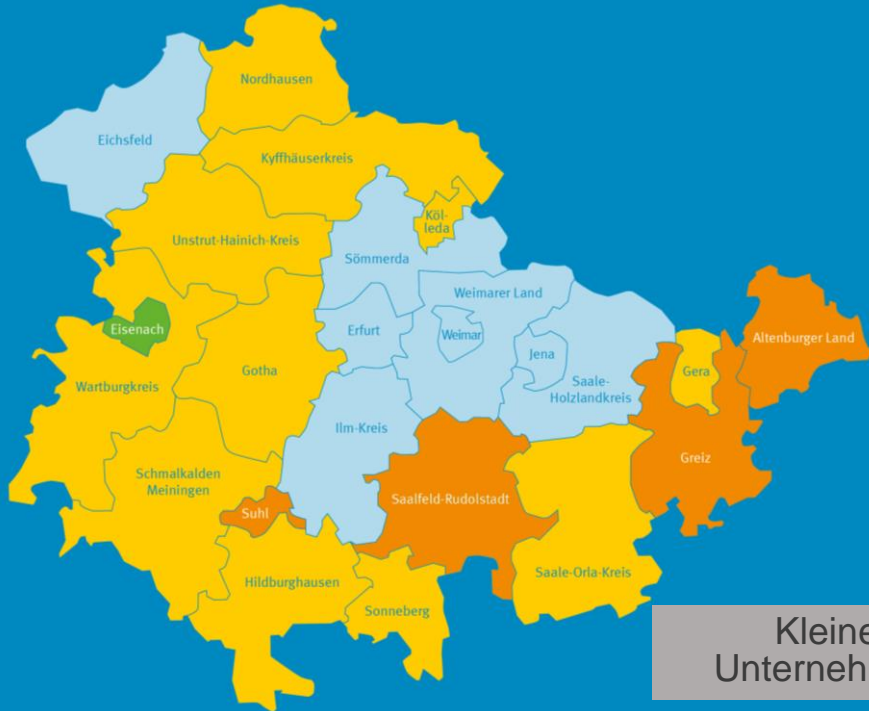 Nordhausen
Eichsfeld
Kyffhäuserkreis
Köl-
leda
Unstrut-Hainich-Kreis
Sömmerda
Weimarer Land
Eisenach
Erfurt
Weimar
Altenburger Land
Jena
Gotha
Gera
Wartburgkreis
Saale-
Holzlandkreis
Ilm-Kreis
Greiz
Schmalkalden
Meiningen
Saalfeld-Rudolstadt
Suhl
Saale-Orla-Kreis
Hildburghausen
Sonneberg
Kleine
Unterneh